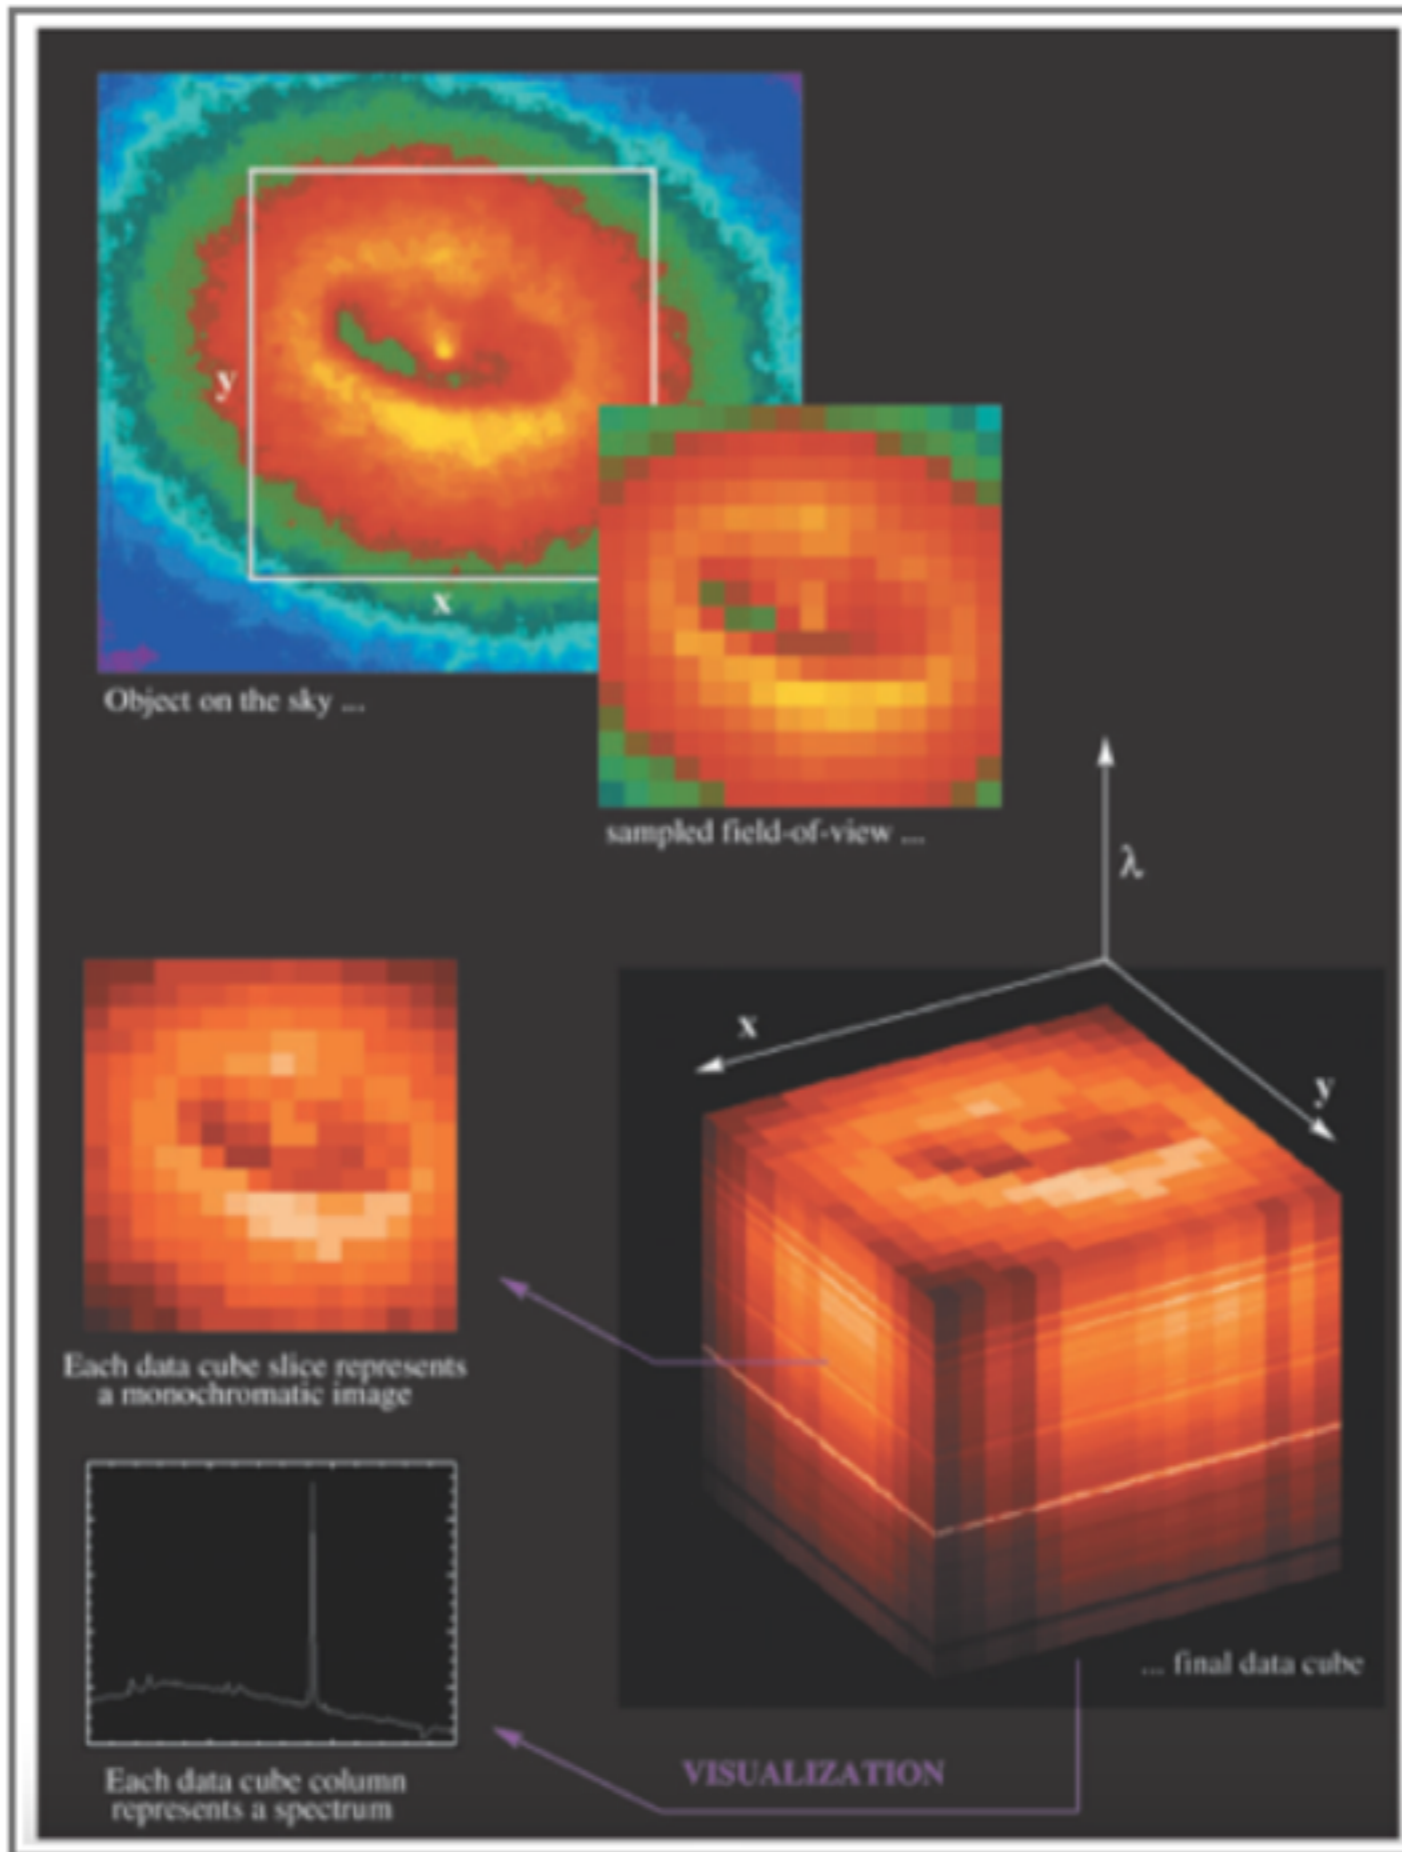 y
x
Object on the sky ...
sampled field-of-view ...
λ
x
y
Each data cube slice represents
a monochromatic image
... final data cube
VISUALIZATION
Each data cube column
represents a spectrum